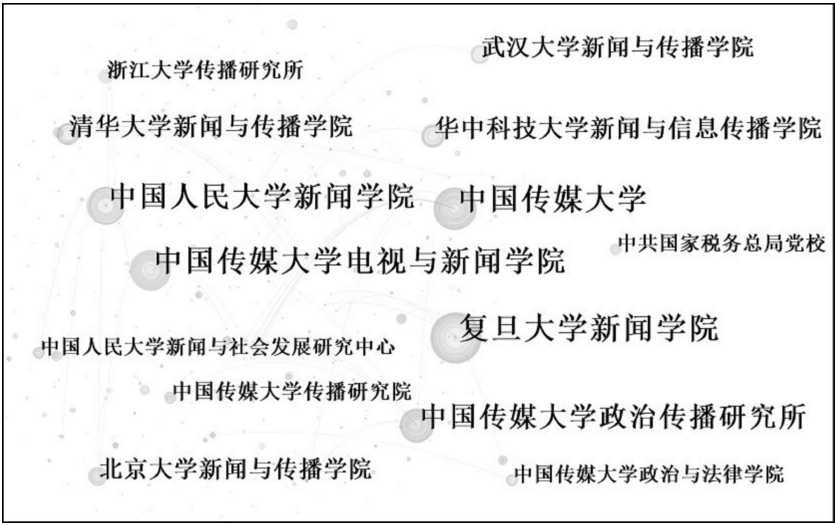 武汉大学新闻与传播学院
浙江大学传播研究所
清华大学新闻与传播学院
华中科技大学新闻与信息传播学院
中国人民大学新闻学院
中国传媒大学
中共国家税务总局党校
中国传媒大学电视与新闻学院
复旦大学新闻学院
中国人民大学新闻与社会发展研究中心
中国传媒大学传播研究院
中国传媒大学政治传播研究所
北京大学新闻与传播学院
中国传媒大学政治与法律学院